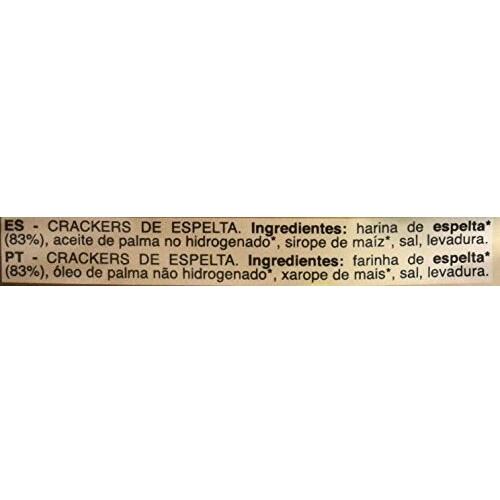 ES - CRACKERS DE ESPELTA. Ingredientes: harina de espelta*
(83%), aceite de palma no hidrogenado*, sirope de maíz*, sal, levadura.
PT - CRACKERS DE ESPELTA. Ingredientes: farinha de espelta*
(83%), óleo de palma não hidrogenado*, xarope de mais*, sal, levadura.